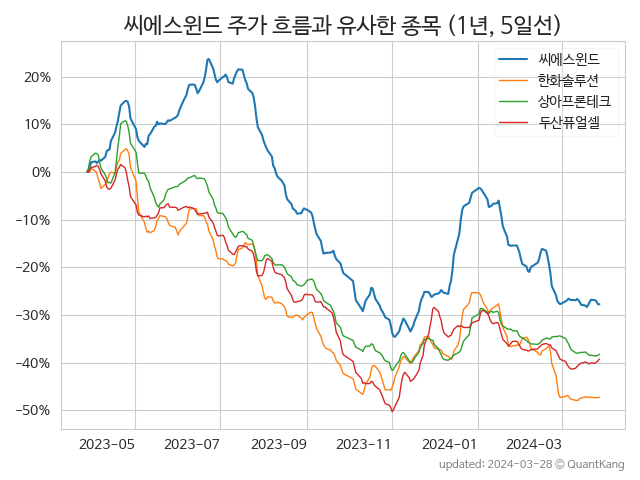 씨에스윈드 주가 흐름과 유사한 종목 (1년, 5일선)
씨에스윈드
한화솔루션
상아프론테크
두산퓨얼셀
20%
10%
0%
−10%
−20%
−30%
−40%
−50%
2023−05 2023−07 2023−09 2023−11 2024−01 2024−03
updated: 2024-03-28 © QuantKang